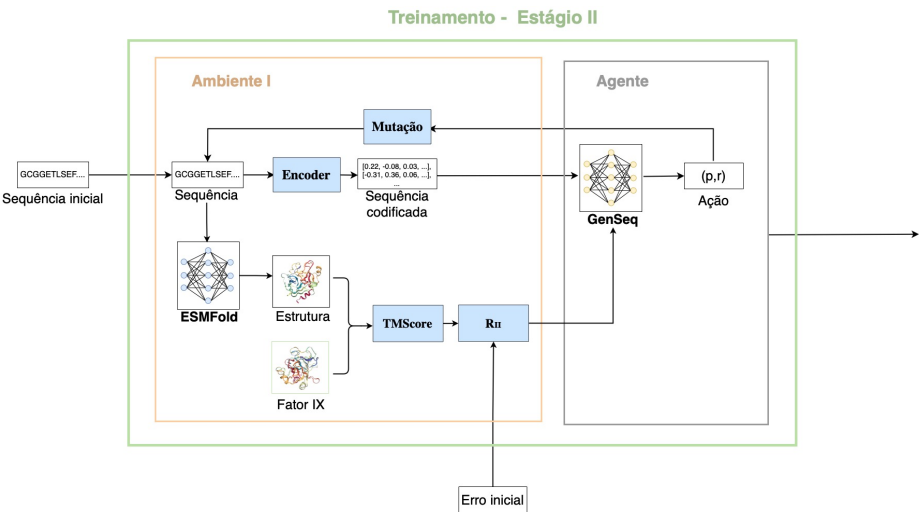 Treinamento - Estágio II
Ambiente I
Agente
Mutação
GCGGETLSEF....
Sequência inicial
GCGGETLSEF....
Sequência
Encoder
[0.22, -0.08, 0.03, ...],
[-0.31, 0.36, 0.06, ...],
...
Sequência
codificada
GenSeq
(p,r)
Ação
ESMFold
Estrutura
TMScore
RII
Fator IX
Erro inicial